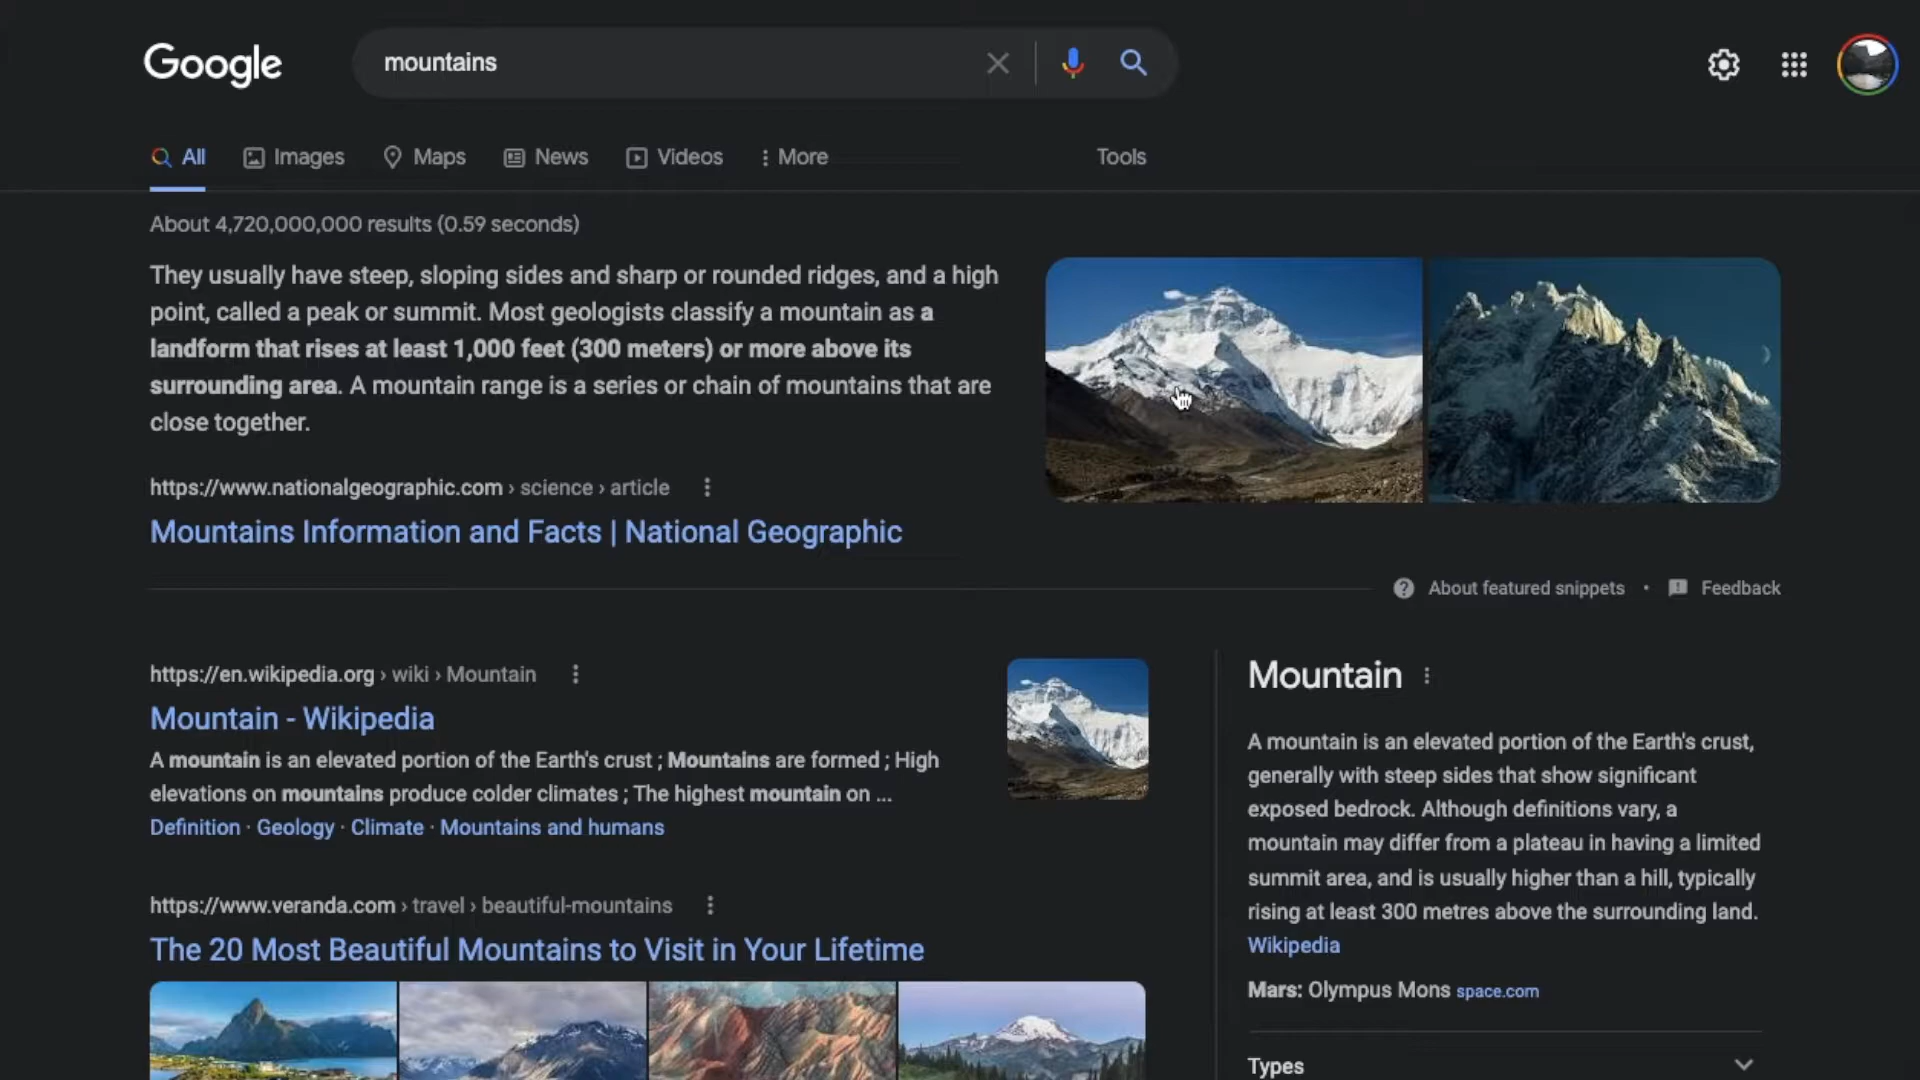 Google
mountains
All
Images
Maps
News
Videos
More
Tools
About 4,720,000,000 results (0.59 seconds)
They usually have steep, sloping sides and sharp or rounded ridges, and a high
point, called a peak or summit. Most geologists classify a mountain as a
landform that rises at least 1,000 feet (300 meters) or more above its
surrounding area. A mountain range is a series or chain of mountains that are
close together.
https://www.nationalgeographic.com › science › article
Mountains Information and Facts | National Geographic
About featured snippets • Feedback
https://en.wikipedia.org › wiki › Mountain
Mountain - Wikipedia
A mountain is an elevated portion of the Earth's crust ; Mountains are formed ; High
elevations on mountains produce colder climates ; The highest mountain on ...
Definition · Geology · Climate · Mountains and humans
https://www.veranda.com › travel › beautiful-mountains
The 20 Most Beautiful Mountains to Visit in Your Lifetime
Mountain
A mountain is an elevated portion of the Earth's crust,
generally with steep sides that show significant
exposed bedrock. Although definitions vary, a
mountain may differ from a plateau in having a limited
summit area, and is usually higher than a hill, typically
rising at least 300 metres above the surrounding land.
Wikipedia
Mars: Olympus Mons space.com
Types